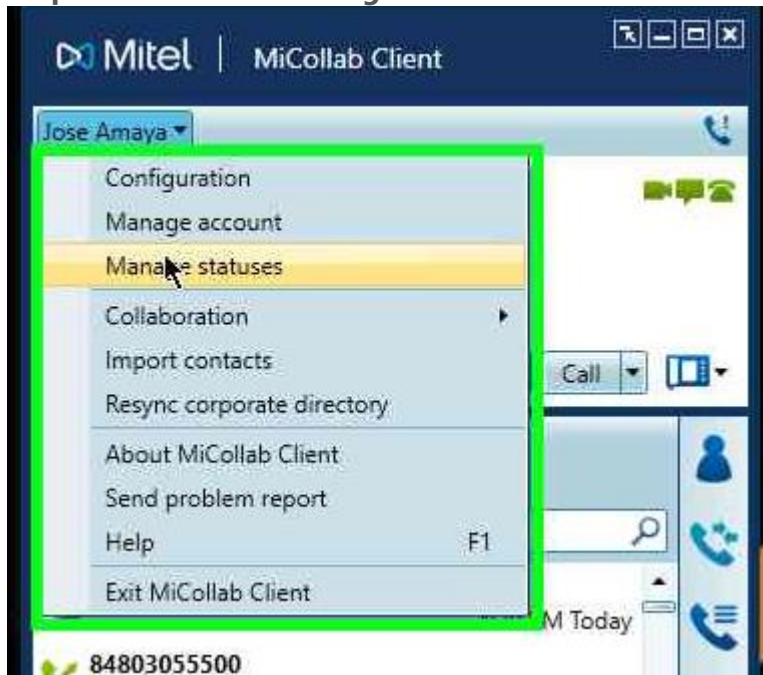 Mitel | MiCollab Client
Jose Amaya
Configuration
Manage account
Manage statuses
Collaboration
Import contacts
Call
Resync corporate directory
About MiCollab Client
Send problem report
Help F1
Exit MiCollab Client
M Today
84803055500